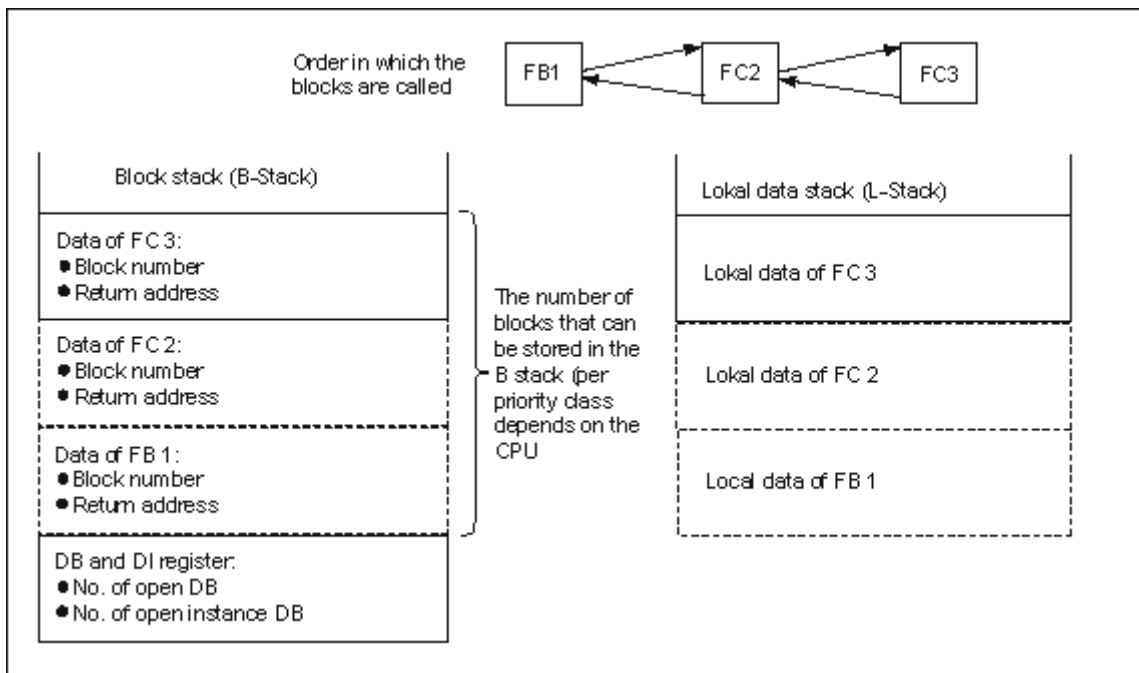 Order in which the
blocks are called
FB1
FC2
FC3
Block stack (B-Stack)
Data of FC 3:
● Block number
● Return address
Data of FC 2:
● Block number
● Return address
Data of FB 1:
● Block number
● Return address
DB and DI register:
● No. of open DB
● No. of open instance DB
The number of
blocks that can
be stored in the
B stack (per
priority class
depends on the
CPU
Lokal data stack (L-Stack)
Lokal data of FC 3
Lokal data of FC 2
Local data of FB 1